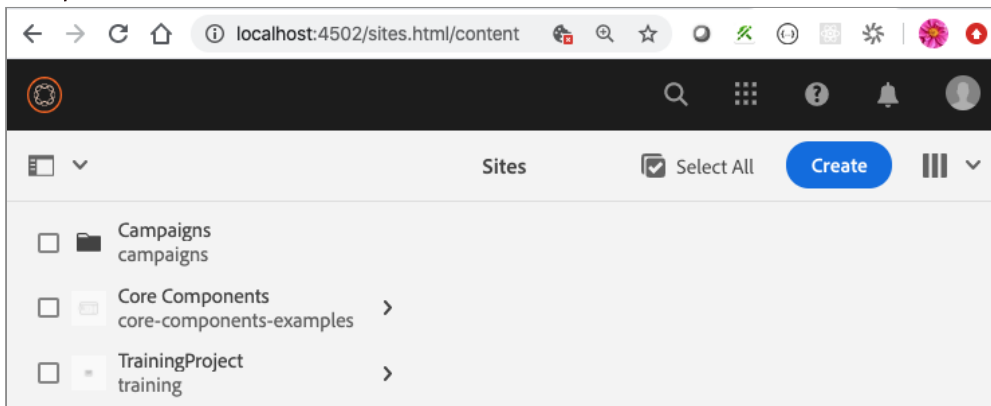 localhost:4502/sites.html/content
Sites
Select All
Create
Campaigns
campaigns
Core Components
core-components-examples
TrainingProject
training